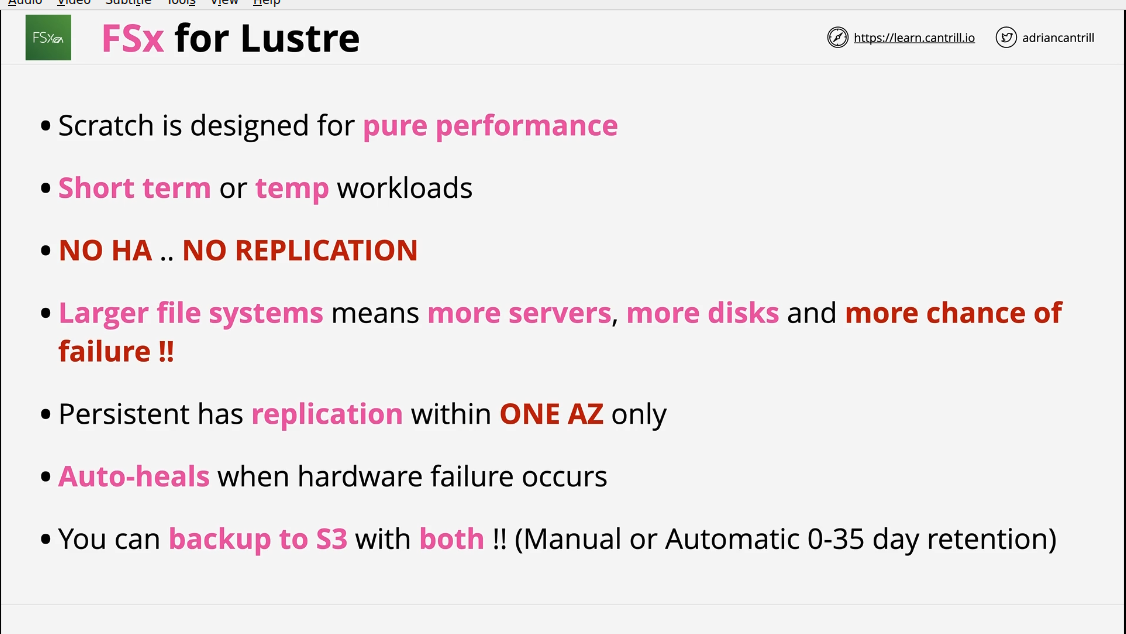 Audio Video Subtitle Tools View Help
FSx
FSx for Lustre
https://learn.cantrill.io
adriancantrill
• Scratch is designed for pure performance
• Short term or temp workloads
• NO HA .. NO REPLICATION
• Larger file systems means more servers, more disks and more chance of
failure !!
• Persistent has replication within ONE AZ only
• Auto-heals when hardware failure occurs
• You can backup to S3 with both !! (Manual or Automatic 0-35 day retention)